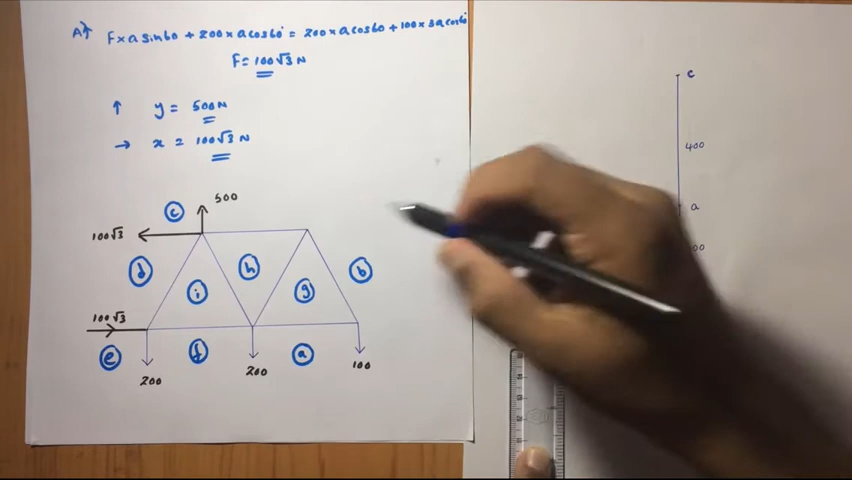 A↑ F×a sin60 + 200×a cos60° = 200×a cos60 + 100×3a cos60°
F = 100√3 N
↑ y = 500N
→ x = 100√3 N
c
400
a
00
c 500
100√3
d h b
i g
100√3
e f a
200 200 100